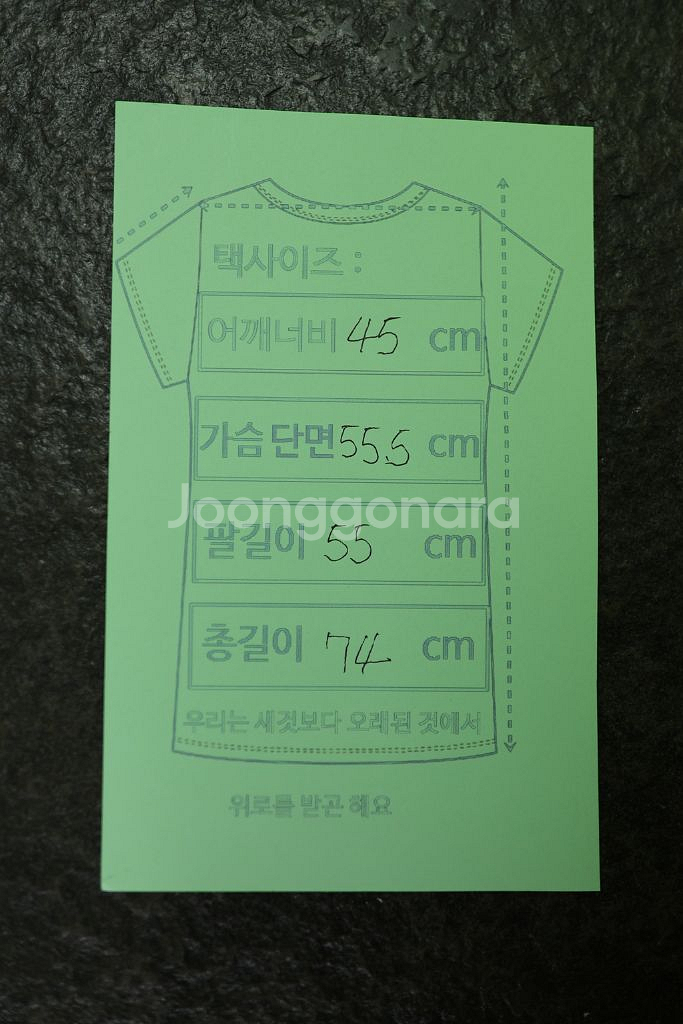 택사이즈 :
어깨너비 45 cm
가슴단면 55.5 cm
Joonggonara
팔길이 55 cm
총길이 74 cm
우리는 새것보다 오래된 것에서
위로를 받곤 해요